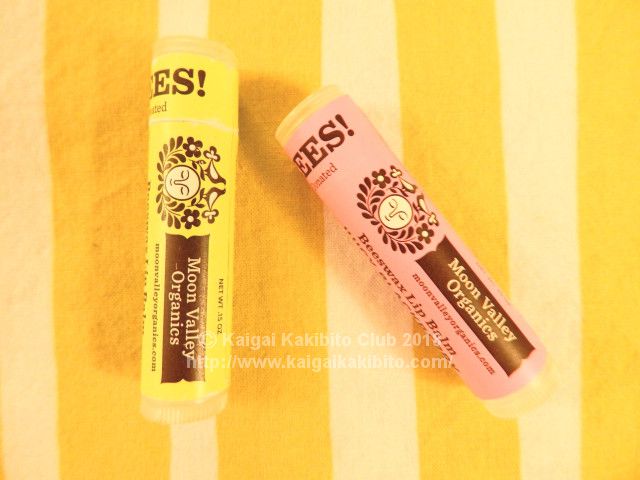 EES!
Moon Valley
Organics
moonvalleyorganics.com
NET WT .15 OZ
EES!
Beeswax Lip Balm
Moon Valley
Organics
moonvalleyorganics.com
© Kaigai Kakibito Club 201
http://www.kaigaikakibito.com/